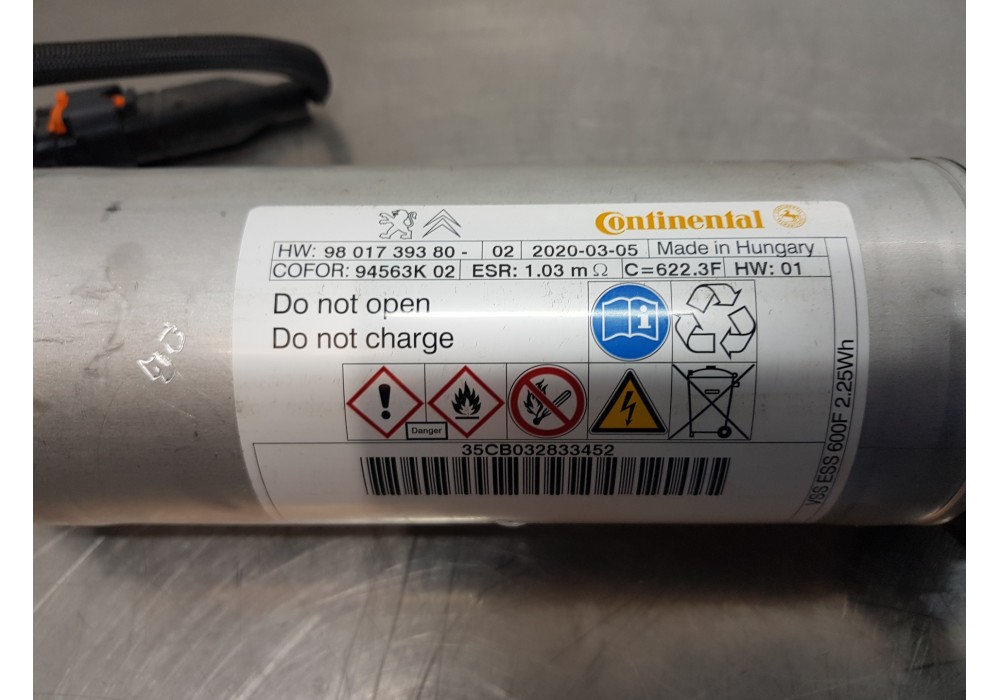 Continental
HW: 98 017 393 80 - 02 2020-03-05 Made in Hungary
COFOR: 94563K 02 ESR: 1.03 m Ω C=622.3F HW: 01
Do not open
Do not charge
Danger
35CB032833452
VSS ESS 600F 2.25Wh